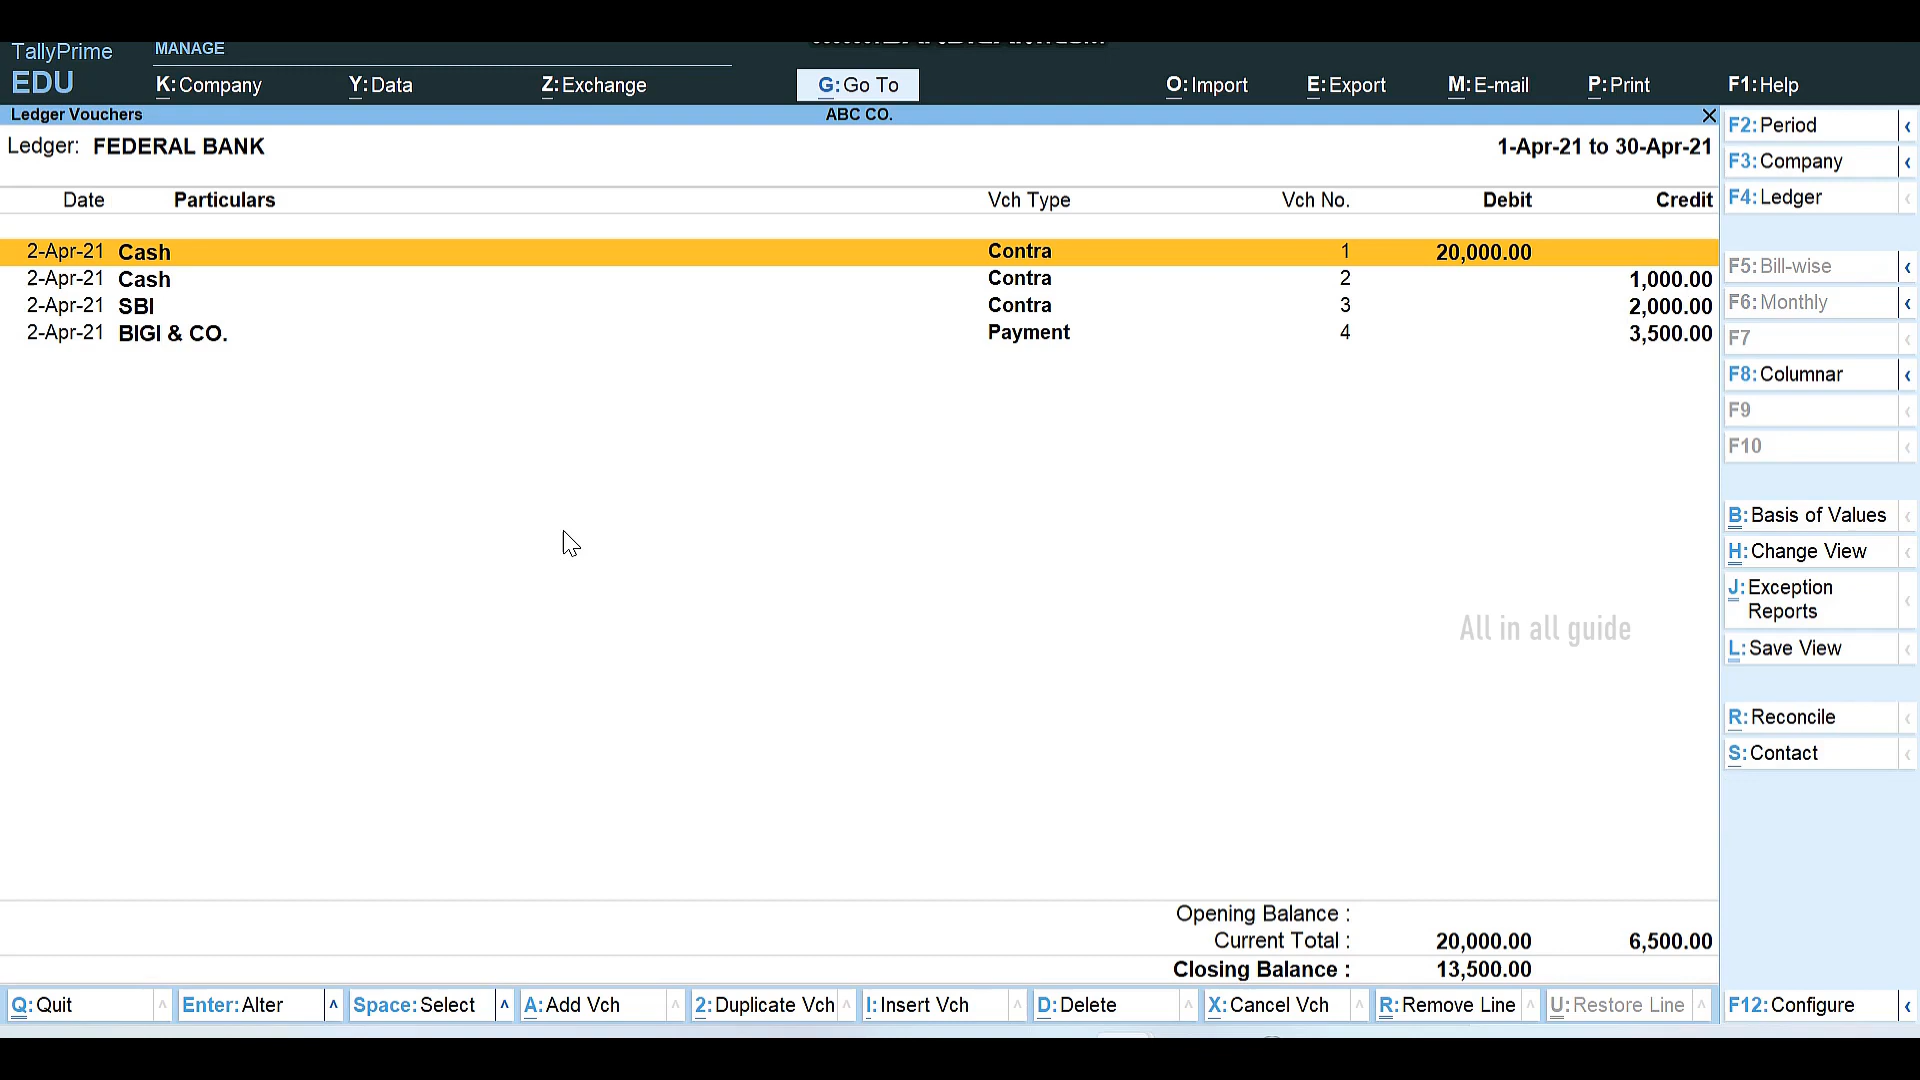 TallyPrime
EDU
MANAGE
K:Company Y:Data Z:Exchange G:Go To O:Import E:Export M:E-mail P:Print F1:Help
Ledger Vouchers ABC CO.
Ledger: FEDERAL BANK 1-Apr-21 to 30-Apr-21
Date Particulars Vch Type Vch No. Debit Credit
2-Apr-21 Cash Contra 1 20,000.00
2-Apr-21 Cash Contra 2 1,000.00
2-Apr-21 SBI Contra 3 2,000.00
2-Apr-21 BIGI & CO. Payment 4 3,500.00
All in all guide
Opening Balance :
Current Total : 20,000.00 6,500.00
Closing Balance : 13,500.00
F2:Period
F3:Company
F4:Ledger
F5:Bill-wise
F6:Monthly
F7
F8:Columnar
F9
F10
B:Basis of Values
H:Change View
J:Exception
Reports
L:Save View
R:Reconcile
S:Contact
Q:Quit Enter:Alter Space:Select A:Add Vch 2:Duplicate Vch I:Insert Vch D:Delete X:Cancel Vch R:Remove Line U:Restore Line F12:Configure